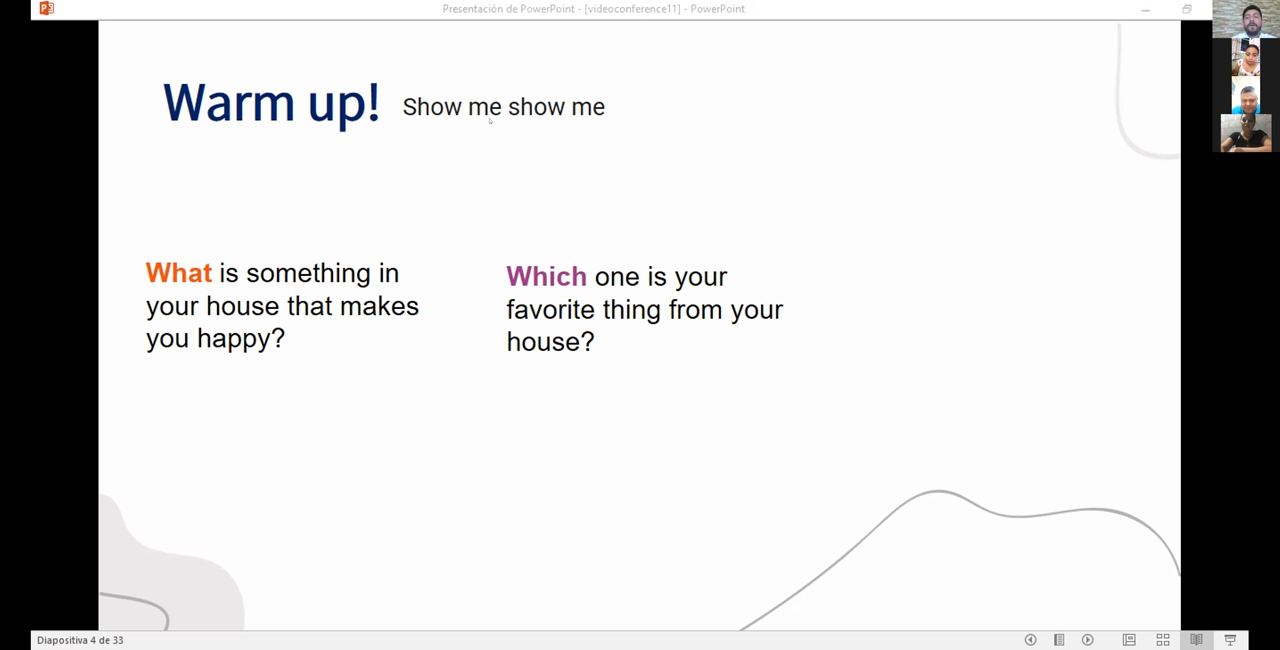 Presentación de PowerPoint - [videoconference11] - PowerPoint
Warm up! Show me show me
What is something in
your house that makes
you happy?
Which one is your
favorite thing from your
house?
Diapositiva 4 de 33